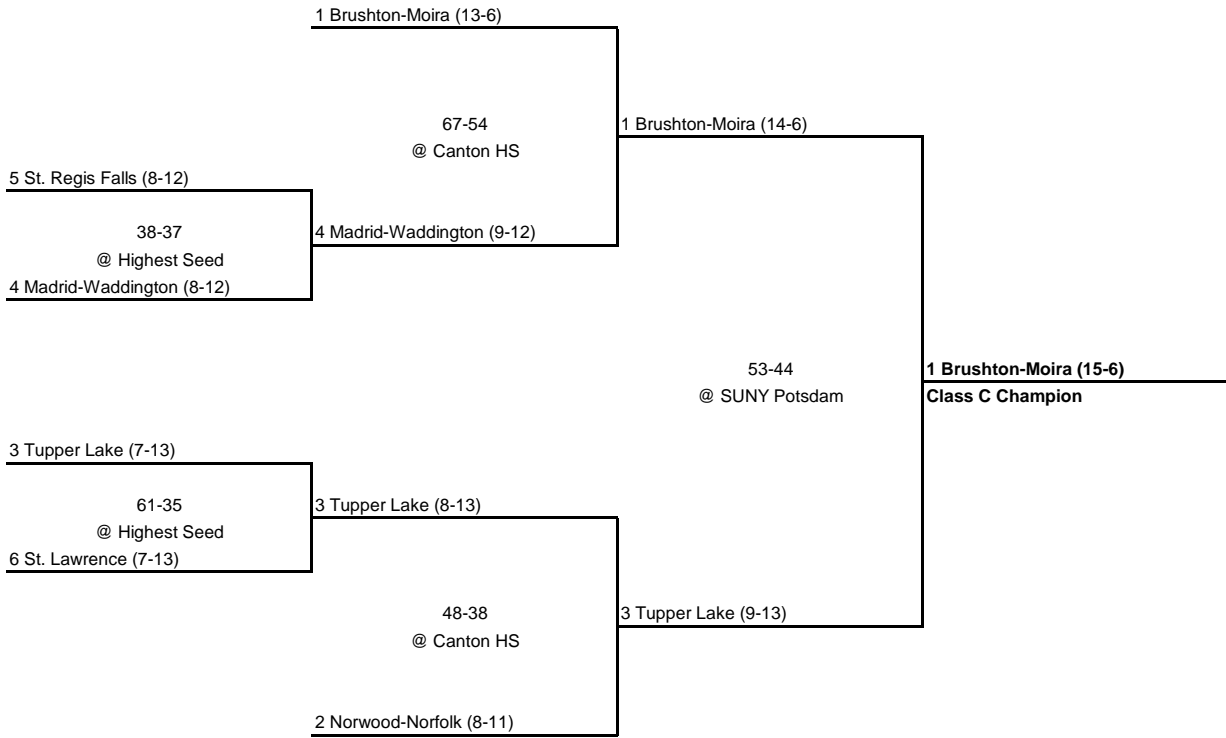 1 Brushton-Moira (13-6)
67-54
@ Canton HS
1 Brushton-Moira (14-6)
5 St. Regis Falls (8-12)
38-37
@ Highest Seed
4 Madrid-Waddington (9-12)
4 Madrid-Waddington (8-12)
53-44
@ SUNY Potsdam
1 Brushton-Moira (15-6)
Class C Champion
3 Tupper Lake (7-13)
61-35
@ Highest Seed
3 Tupper Lake (8-13)
6 St. Lawrence (7-13)
48-38
@ Canton HS
3 Tupper Lake (9-13)
2 Norwood-Norfolk (8-11)